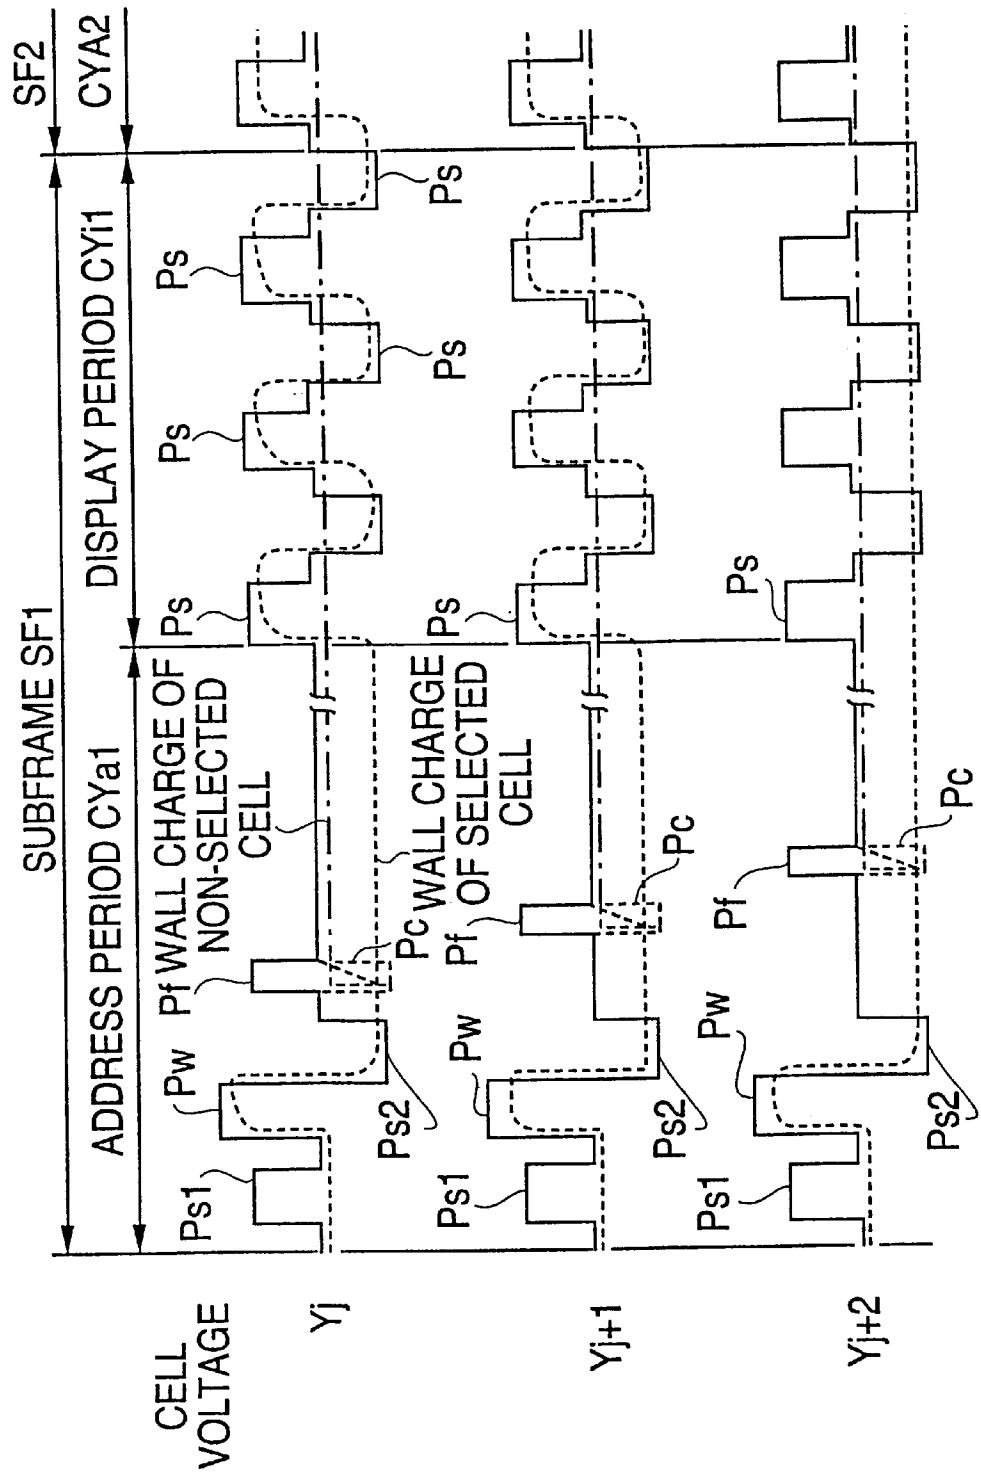 SUBFRAME SF1
SF2
ADDRESS PERIOD CYa1
DISPLAY PERIOD CYi1
CYA2
CELL
VOLTAGE
Yj
Ps1
Pw
Ps2
Pf
WALL CHARGE OF
NON-SELECTED
CELL
Pc
WALL CHARGE
OF SELECTED
CELL
Ps
Ps
Ps
Ps
Ps
Yj+1
Ps1
Pw
Ps2
Pf
Pc
Ps
Yj+2
Ps1
Pw
Ps2
Pf
Pc
Ps